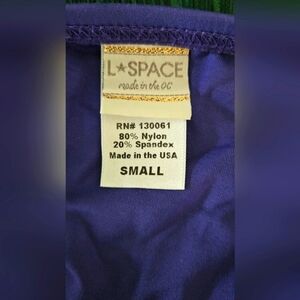 L★SPACE
made in the OC
RN# 130061
80% Nylon
20% Spandex
Made in the USA
SMALL